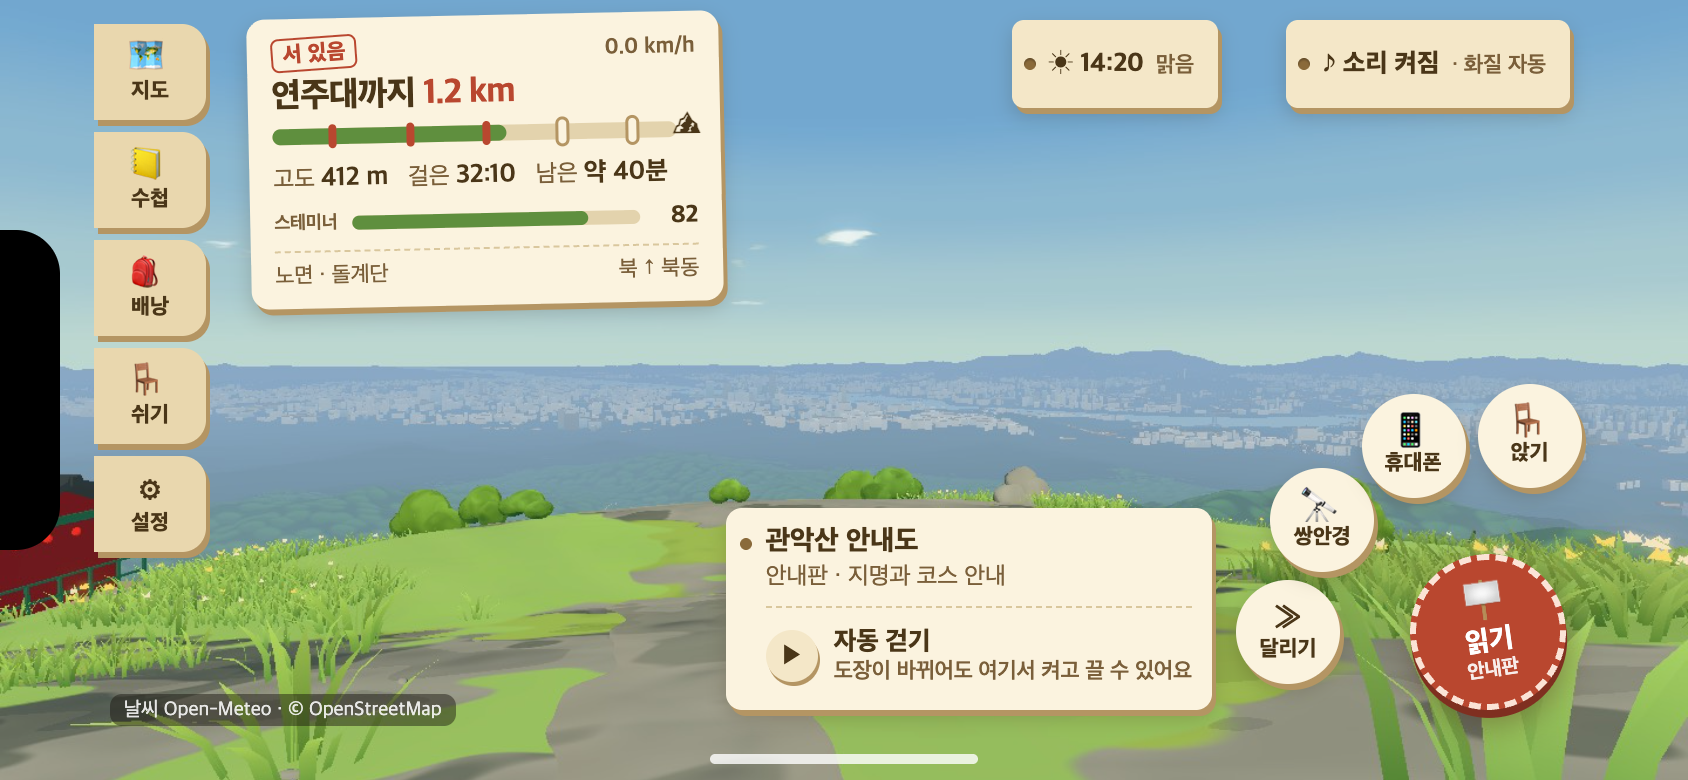 지도
수첩
배낭
쉬기
설정
서 있음
0.0 km/h
연주대까지 1.2 km
고도 412 m 걸은 32:10 남은 약 40분
스테미너 82
노면 · 돌계단
북 ↑ 북동
14:20 맑음
♪ 소리 켜짐 · 화질 자동
휴대폰
앉기
쌍안경
달리기
읽기
안내판
관악산 안내도
안내판 · 지명과 코스 안내
자동 걷기
도장이 바뀌어도 여기서 켜고 끌 수 있어요
날씨 Open-Meteo · © OpenStreetMap